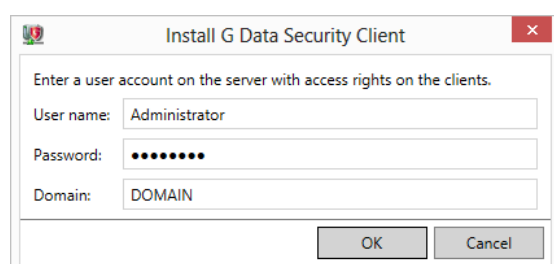 Install G Data Security Client
Enter a user account on the server with access rights on the clients.
User name: Administrator
Password: ●●●●●●●●
Domain: DOMAIN
OK Cancel